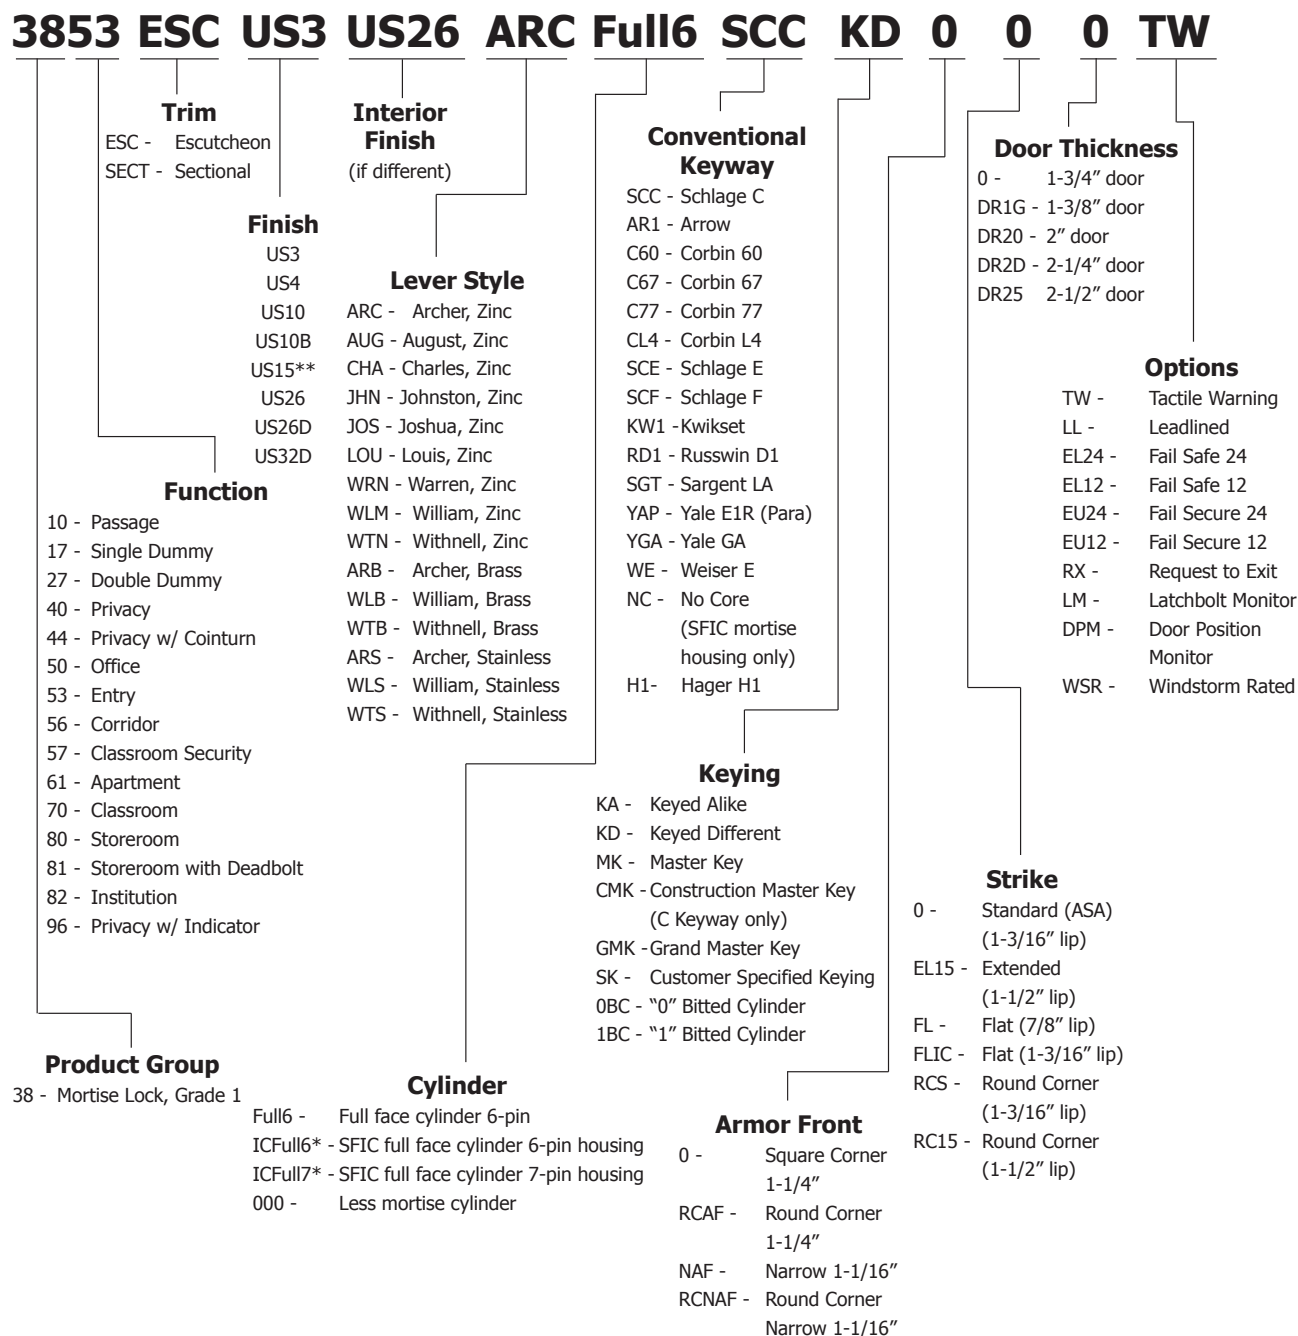 3853 ESC US3 US26 ARC Full6 SCC KD 0 0 0 TW
Trim
ESC - Escutcheon
SECT - Sectional
Finish
US3
US4
US10
US10B
US15**
US26
US26D
US32D
Interior
Finish
(if different)
Lever Style
ARC - Archer, Zinc
AUG - August, Zinc
CHA - Charles, Zinc
JHN - Johnston, Zinc
JOS - Joshua, Zinc
LOU - Louis, Zinc
WRN - Warren, Zinc
WLM - William, Zinc
WTN - Withnell, Zinc
ARB - Archer, Brass
WLB - William, Brass
WTB - Withnell, Brass
ARS - Archer, Stainless
WLS - William, Stainless
WTS - Withnell, Stainless
Conventional
Keyway
SCC - Schlage C
AR1 - Arrow
C60 - Corbin 60
C67 - Corbin 67
C77 - Corbin 77
CL4 - Corbin L4
SCE - Schlage E
SCF - Schlage F
KW1 -Kwikset
RD1 - Russwin D1
SGT - Sargent LA
YAP - Yale E1R (Para)
YGA - Yale GA
WE - Weiser E
NC - No Core
(SFIC mortise
housing only)
H1- Hager H1
Door Thickness
0 - 1-3/4″ door
DR1G - 1-3/8″ door
DR20 - 2″ door
DR2D - 2-1/4″ door
DR25 2-1/2″ door
Options
TW - Tactile Warning
LL - Leadlined
EL24 - Fail Safe 24
EL12 - Fail Safe 12
EU24 - Fail Secure 24
EU12 - Fail Secure 12
RX - Request to Exit
LM - Latchbolt Monitor
DPM - Door Position
Monitor
WSR - Windstorm Rated
Function
10 - Passage
17 - Single Dummy
27 - Double Dummy
40 - Privacy
44 - Privacy w/ Cointurn
50 - Office
53 - Entry
56 - Corridor
57 - Classroom Security
61 - Apartment
70 - Classroom
80 - Storeroom
81 - Storeroom with Deadbolt
82 - Institution
96 - Privacy w/ Indicator
Keying
KA - Keyed Alike
KD - Keyed Different
MK - Master Key
CMK - Construction Master Key
(C Keyway only)
GMK -Grand Master Key
SK - Customer Specified Keying
0BC - “0” Bitted Cylinder
1BC - “1” Bitted Cylinder
Strike
0 - Standard (ASA)
(1-3/16″ lip)
EL15 - Extended
(1-1/2″ lip)
FL - Flat (7/8″ lip)
FLIC - Flat (1-3/16″ lip)
RCS - Round Corner
(1-3/16″ lip)
RC15 - Round Corner
(1-1/2″ lip)
Product Group
38 - Mortise Lock, Grade 1
Cylinder
Full6 - Full face cylinder 6-pin
ICFull6* - SFIC full face cylinder 6-pin housing
ICFull7* - SFIC full face cylinder 7-pin housing
000 - Less mortise cylinder
Armor Front
0 - Square Corner
1-1/4″
RCAF - Round Corner
1-1/4″
NAF - Narrow 1-1/16″
RCNAF - Round Corner
Narrow 1-1/16″